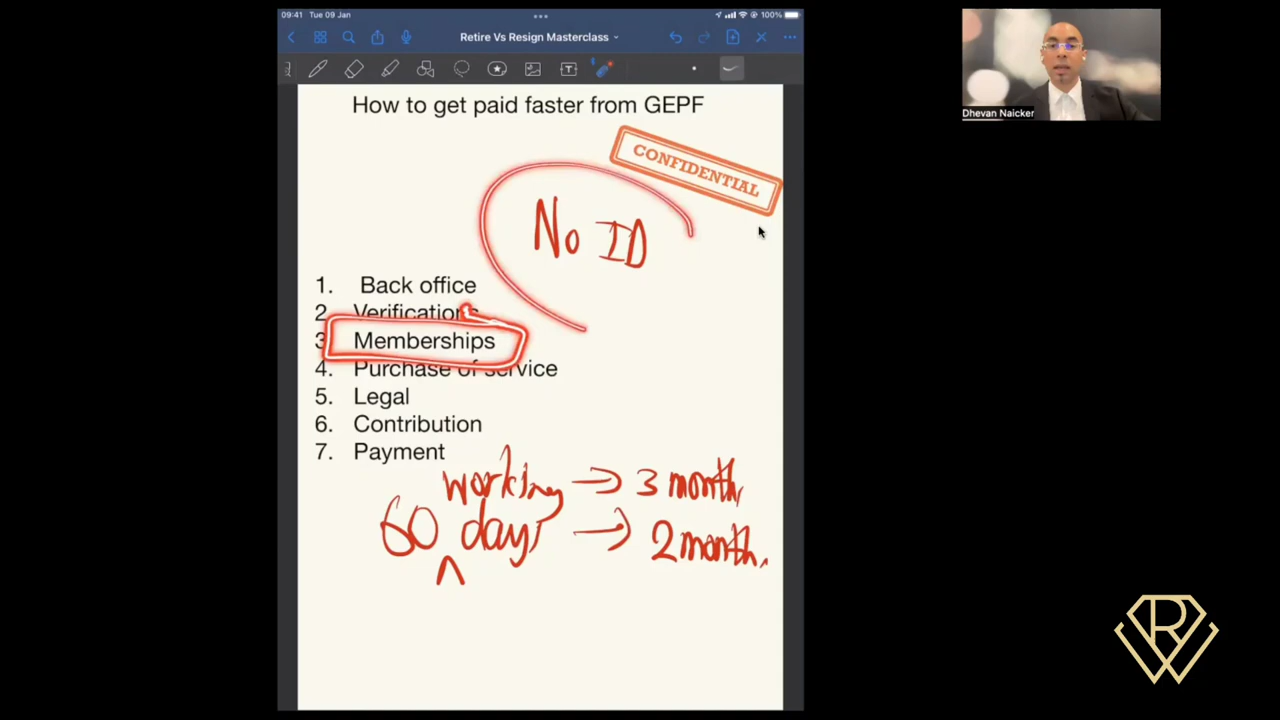 09:41 Tue 09 Jan
100%
Retire Vs Resign Masterclass
How to get paid faster from GEPF
CONFIDENTIAL
No ID
1. Back office
2. Verifications
3. Memberships
4. Purchase of service
5. Legal
6. Contribution
7. Payment
working → 3 month,
60 days → 2 month.
^
Dhevan Naicker